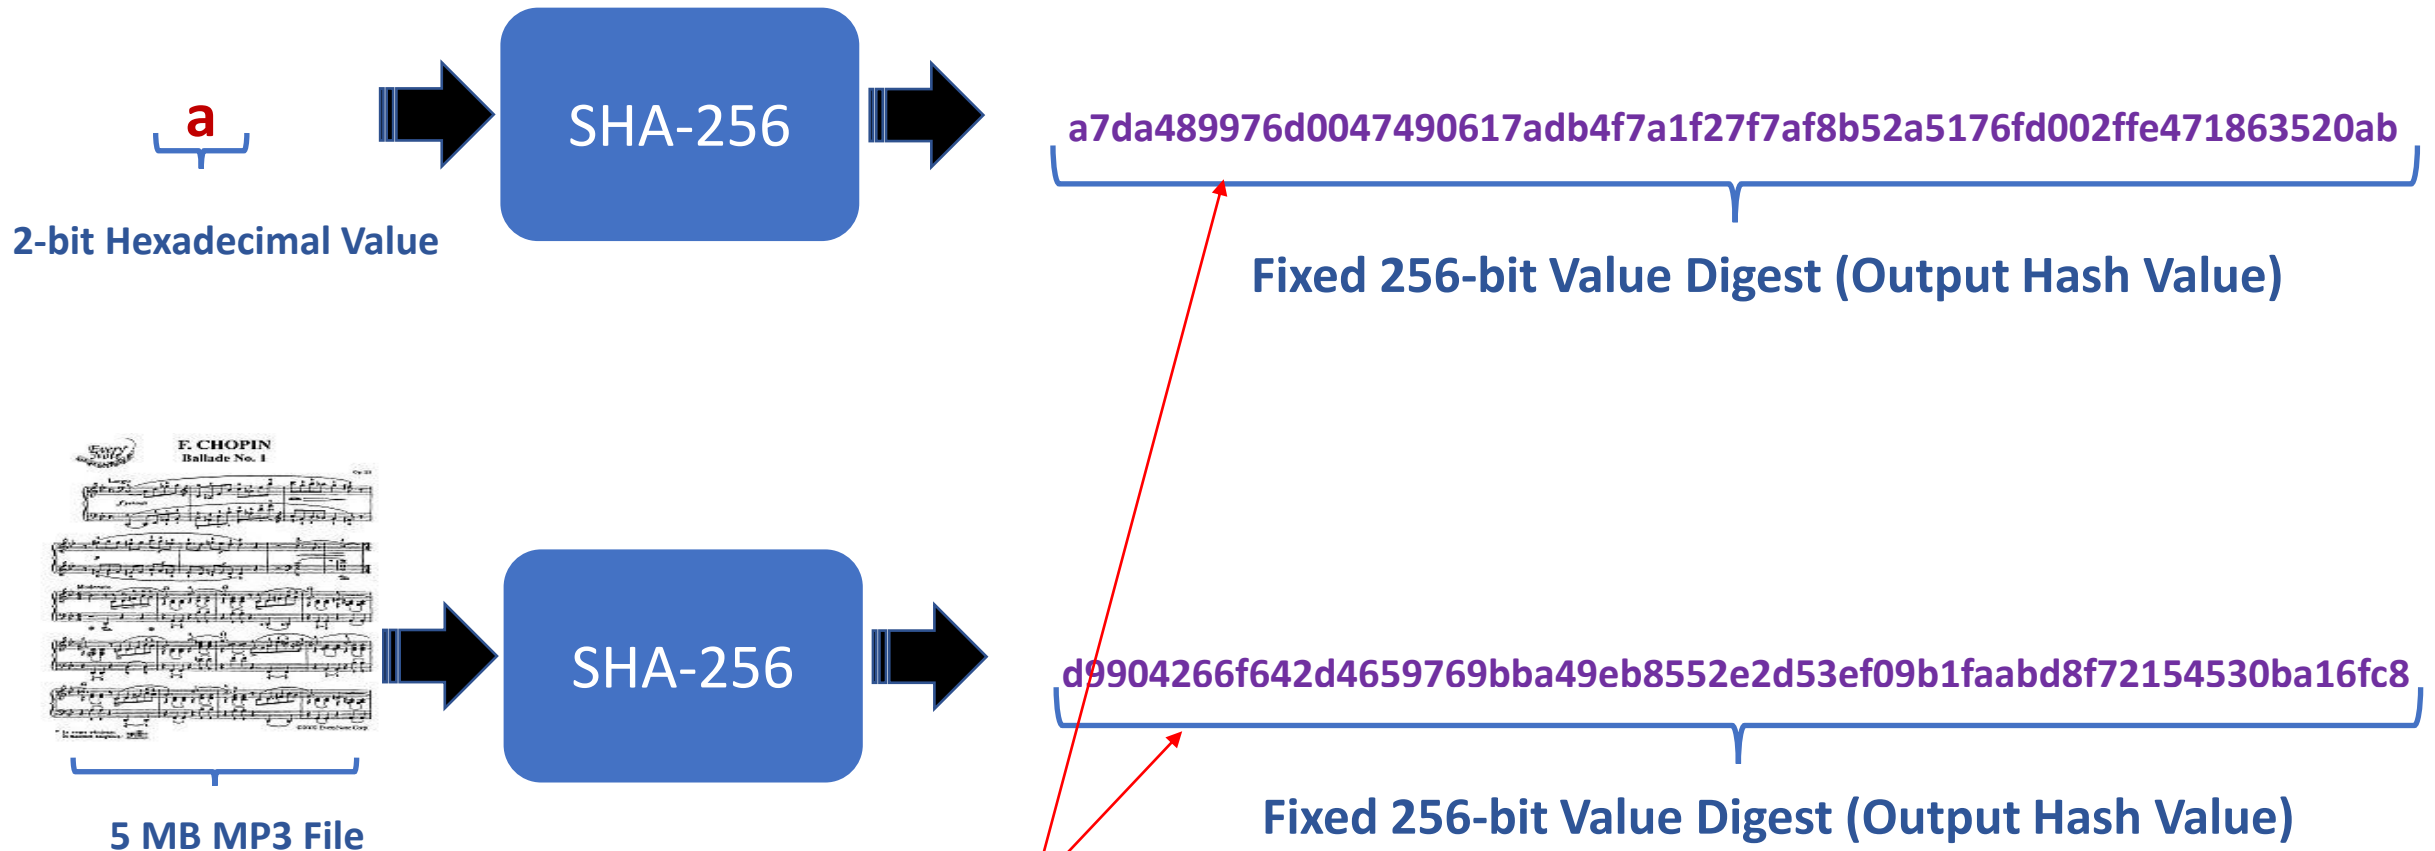 a
SHA-256
a7da489976d0047490617adb4f7a1f27f7af8b52a5176fd002ffe471863520ab
2-bit Hexadecimal Value
Fixed 256-bit Value Digest (Output Hash Value)
F. CHOPIN
Ballade No. 1
SHA-256
d9904266f642d4659769bba49eb8552e2d53ef09b1faabd8f72154530ba16fc8
5 MB MP3 File
Fixed 256-bit Value Digest (Output Hash Value)